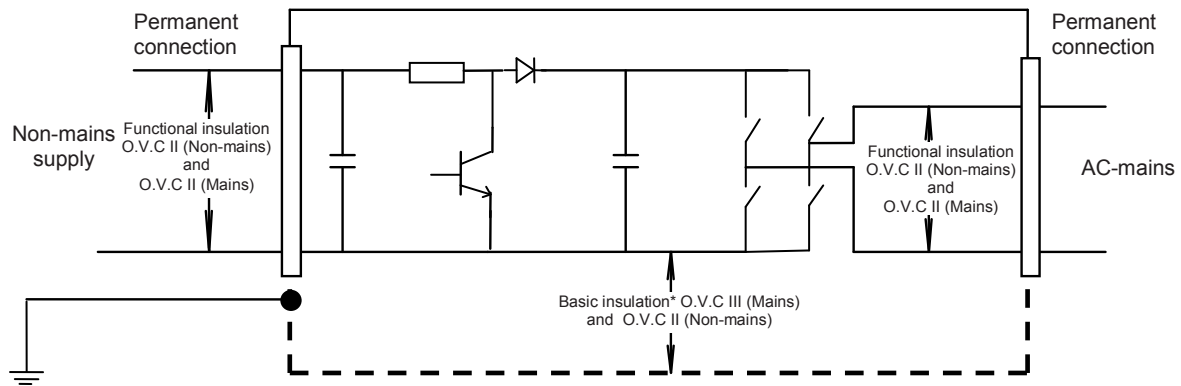 Permanent
connection
Permanent
connection
Non-mains
supply
Functional insulation
O.V.C II (Non-mains)
and
O.V.C II (Mains)
Functional insulation
O.V.C II (Non-mains)
and
O.V.C II (Mains)
AC-mains
Basic insulation* O.V.C III (Mains)
and O.V.C II (Non-mains)